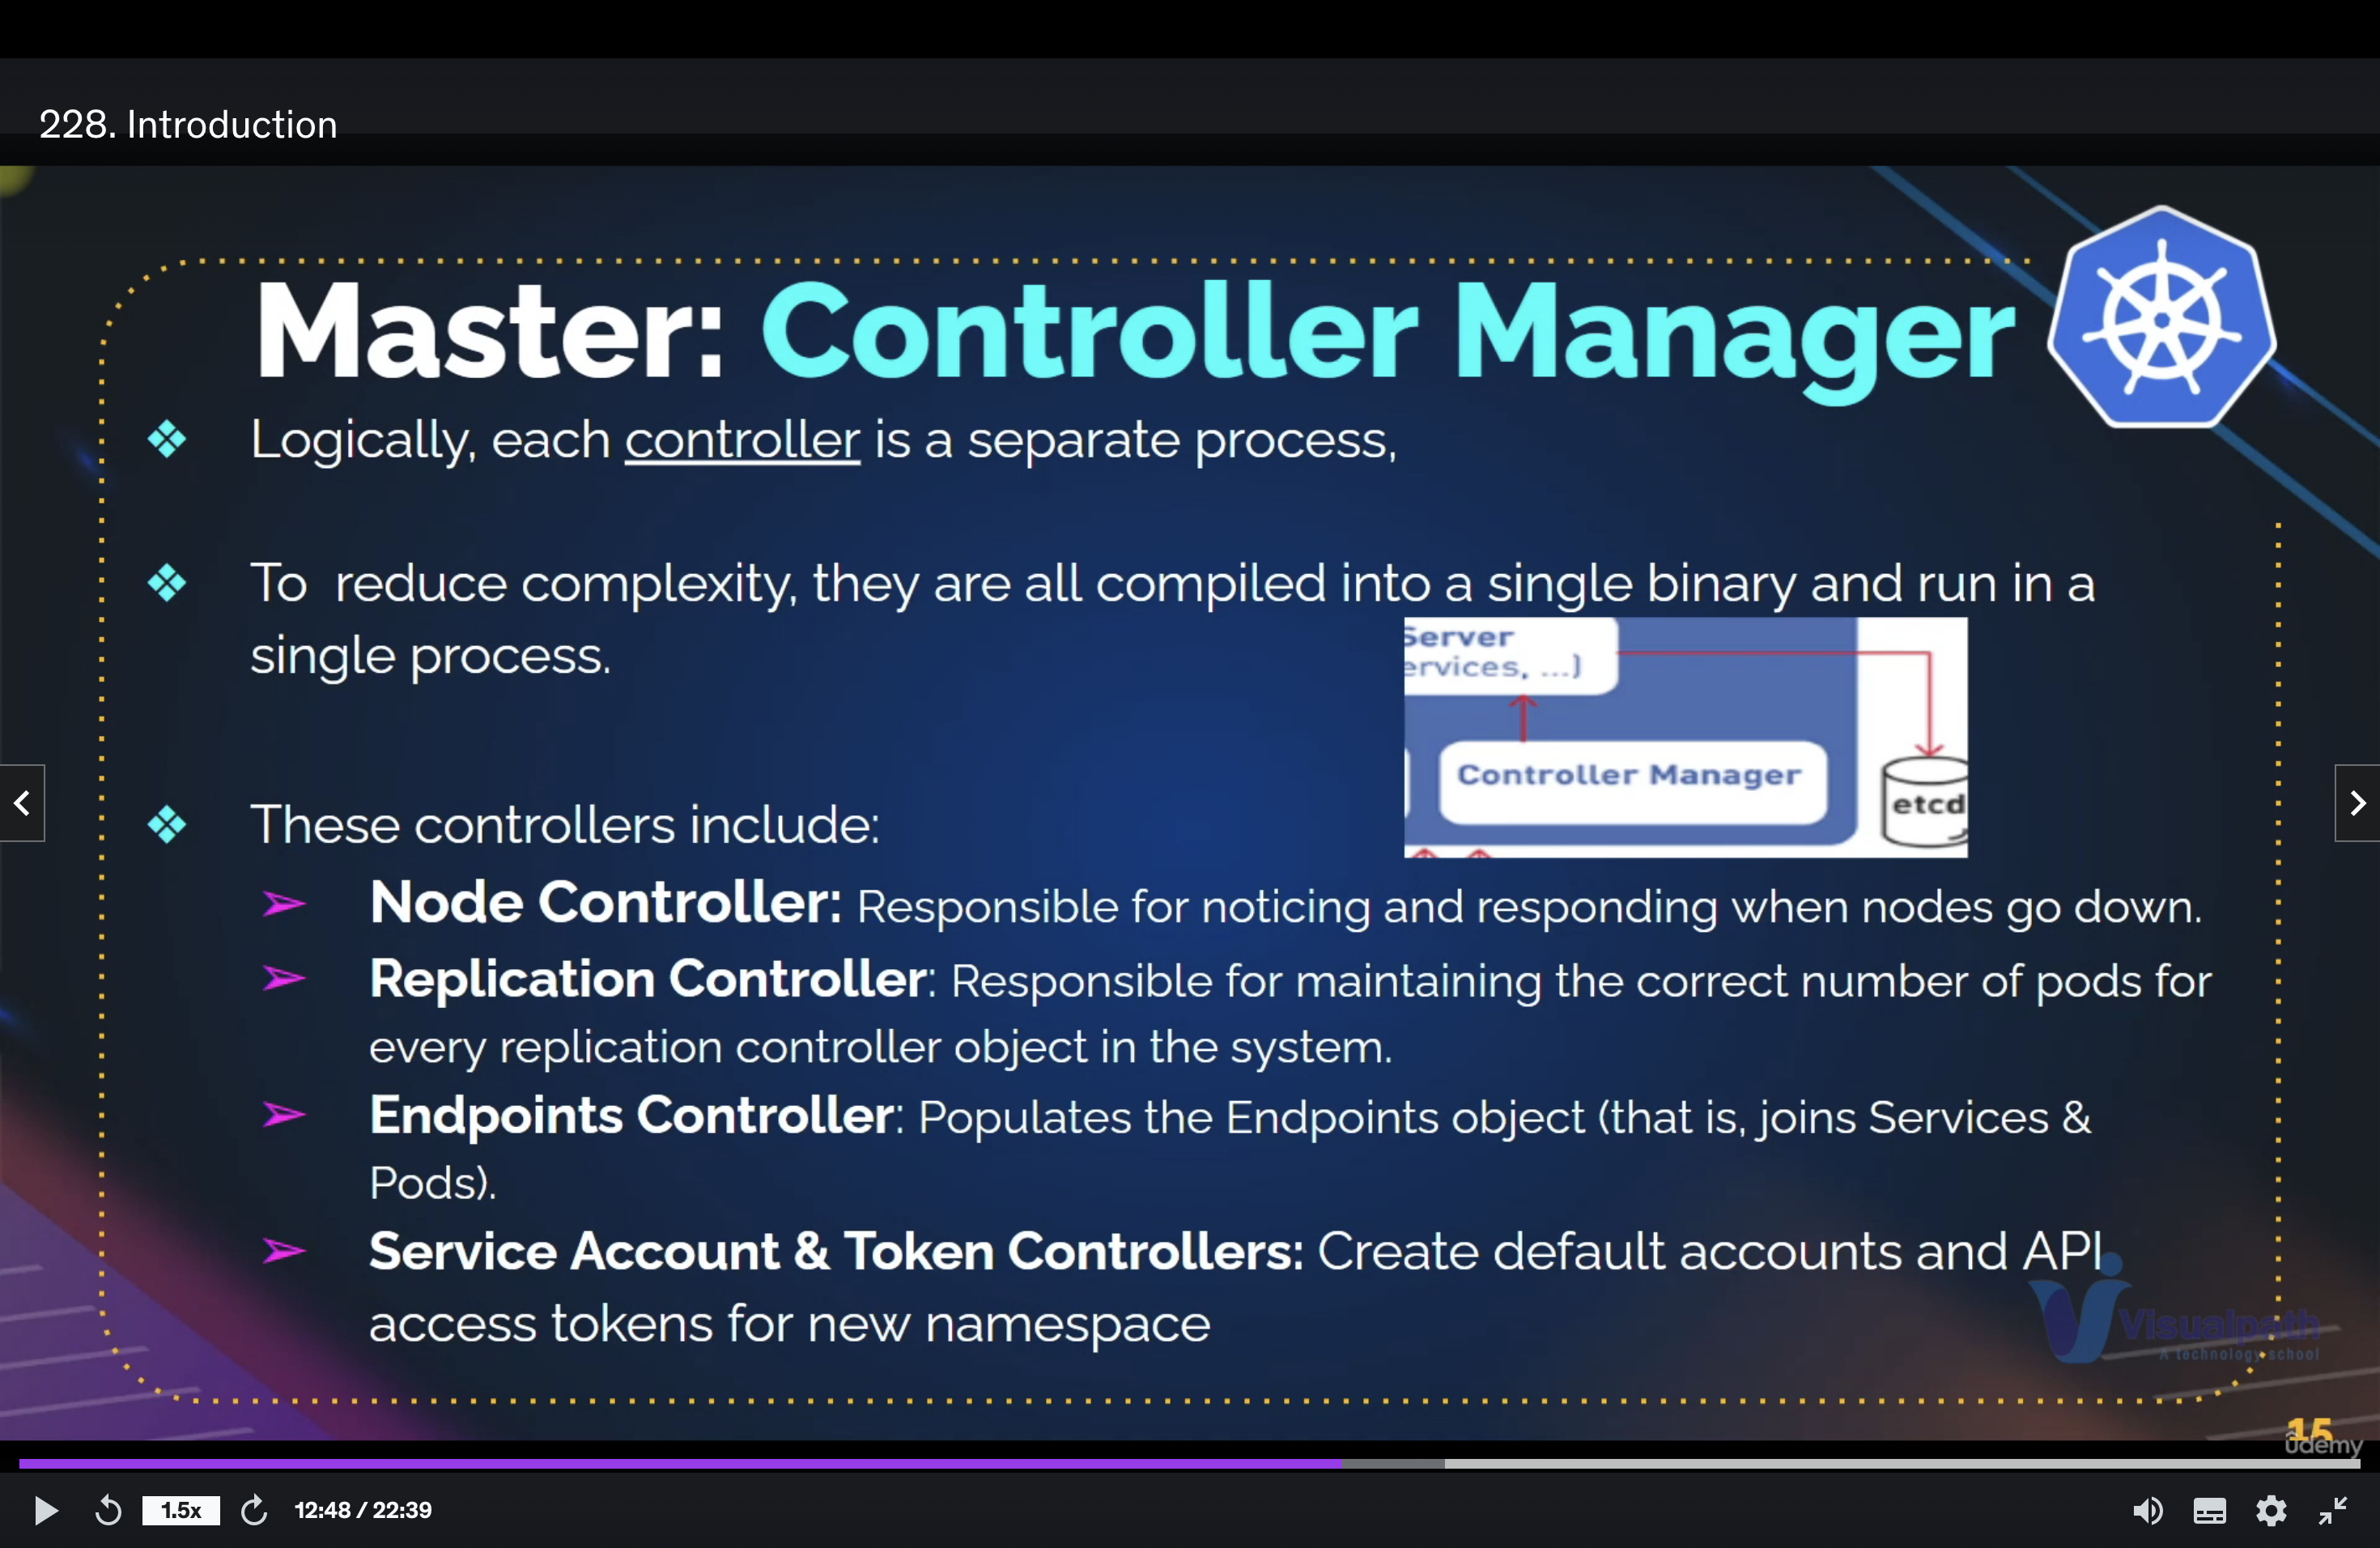 228. Introduction
Master: Controller Manager
Logically, each controller is a separate process,
To reduce complexity, they are all compiled into a single binary and run in a
single process.
Server
ervices, ...)
Controller Manager
etcd
These controllers include:
Node Controller: Responsible for noticing and responding when nodes go down.
Replication Controller: Responsible for maintaining the correct number of pods for
every replication controller object in the system.
Endpoints Controller: Populates the Endpoints object (that is, joins Services &
Pods).
Service Account & Token Controllers: Create default accounts and API
access tokens for new namespace
Visualpath
A technology school
15
ûdemy
1.5x
12:48 / 22:39